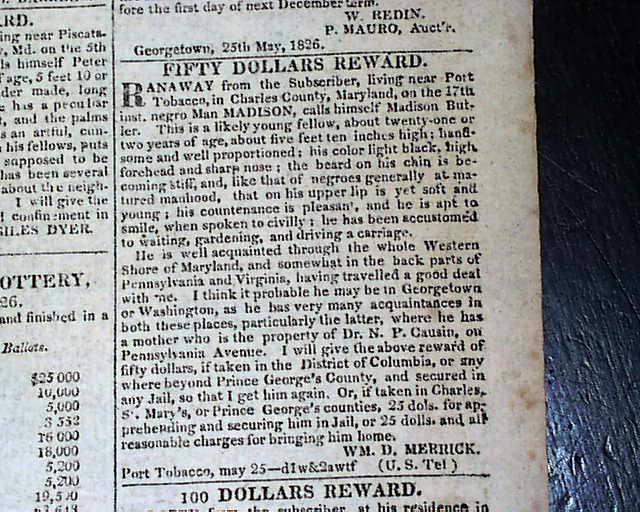 ARD.
ing near Piscata-
, Md. on the 5th
ls himself Peter
f age, 5 feet 10 or
der made, long
e has a peculiar
t, and the palms
s an artful, cun-
his fellows, puts
supposed to be
has been several
about the neigh-
I will give the
confinement in
GILES DYER.
OTTERY,
26.
and finished in a
Ballots.
$25 000
10,000
5,000
3 552
16 000
18,000
5,200
5,200
fore the first day of next December term.
W. REDIN.
P. MAURO, Auct'r.
Georgetown, 25th May, 1826.
FIFTY DOLLARS REWARD.
RANAWAY from the Subscriber, living near Port
Tobacco, in Charles County, Maryland, on the 17th
inst. negro Man MADISON, calls himself Madison But-
ler. This is a likely young fellow, about twenty-one or
two years of age, about five feet ten inches high; hand-
some and well proportioned; his color light black, high
forehead and sharp nose; the beard on his chin is be-
coming stiff, and, like that of negroes generally at ma-
tured manhood, that on his upper lip is yet soft and
young; his countenance is pleasant, and he is apt to
smile, when spoken to civilly; he has been accustomed
to waiting, gardening, and driving a carriage.
He is well acquainted through the whole Western
Shore of Maryland, and somewhat in the back parts of
Pennsylvania and Virginia, having travelled a good deal
with me. I think it probable he may be in Georgetown
or Washington, as he has very many acquaintances in
both these places, particularly the latter, where he has
a mother who is the property of Dr. N. P. Causin, on
Pennsylvania Avenue. I will give the above reward of
fifty dollars, if taken in the District of Columbia, or any
where beyond Prince George's County, and secured in
any Jail, so that I get him again. Or, if taken in Charles,
St. Mary's, or Prince George's counties, 25 dols. for ap-
prehending and securing him in Jail, or 25 dolls. and all
reasonable charges for bringing him home.
WM. D. MERRICK.
Port Tobacco, may 25—d1w&2awtf (U. S. Tel)
100 DOLLARS REWARD.
the subscriber, at his residence in